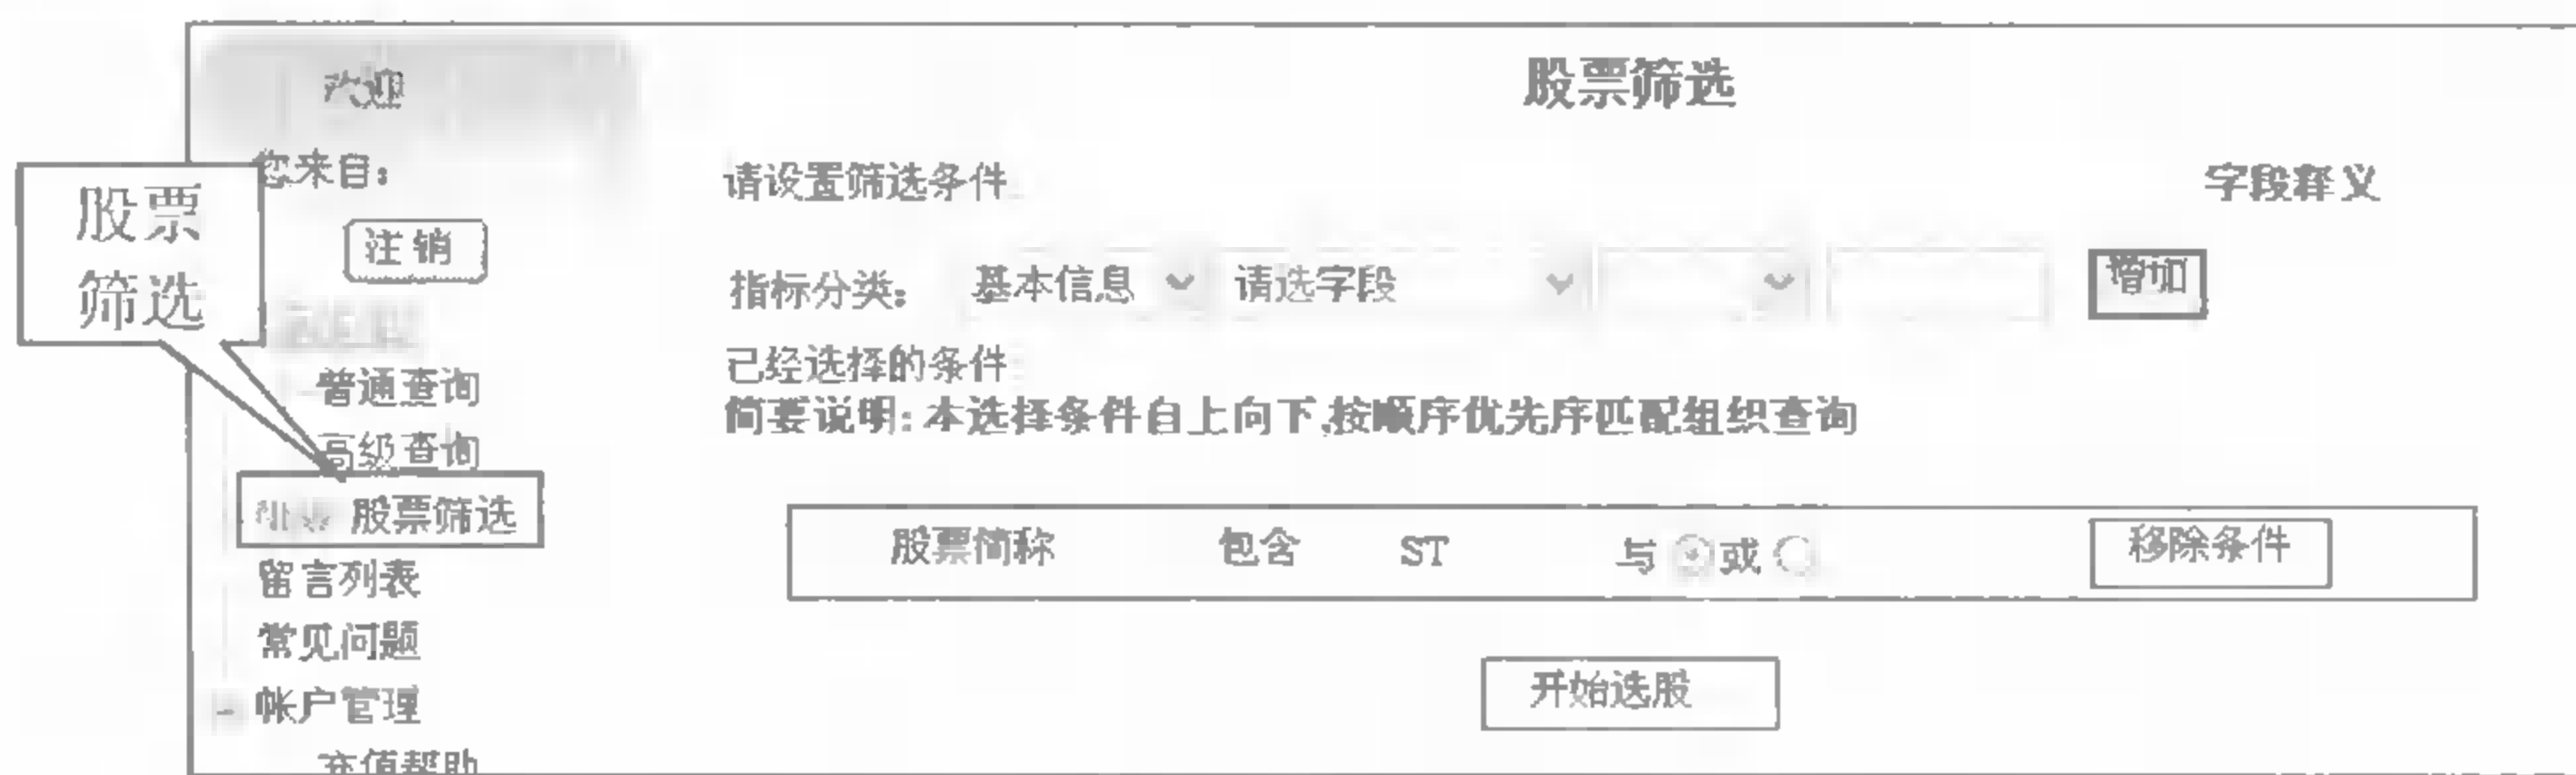 欢迎
您来自：
注 销
股票
筛选
普通查询
高级查询
股票筛选
留言列表
常见问题
帐户管理
充值帮助
股票筛选
请设置筛选条件
字段释义
指标分类： 基本信息 请选字段 增加
已经选择的条件
简要说明: 本选择条件自上向下,按顺序优先序匹配组织查询
股票简称 包含 ST 与 或 移除条件
开始选股